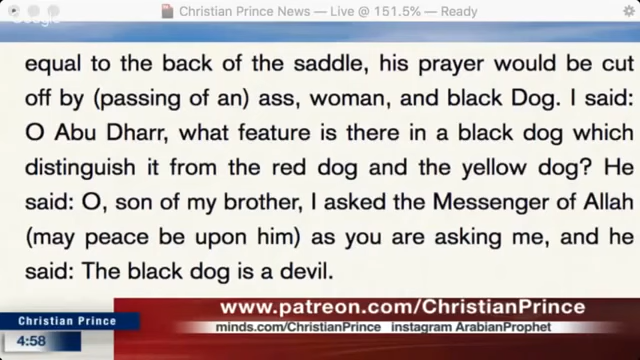 Christian Prince News — Live @ 151.5% — Ready
equal to the back of the saddle, his prayer would be cut
off by (passing of an) ass, woman, and black Dog. I said:
O Abu Dharr, what feature is there in a black dog which
distinguish it from the red dog and the yellow dog? He
said: O, son of my brother, I asked the Messenger of Allah
(may peace be upon him) as you are asking me, and he
said: The black dog is a devil.
www.patreon.com/ChristianPrince
Christian Prince
minds.com/ChristianPrince instagram ArabianProphet
4:58